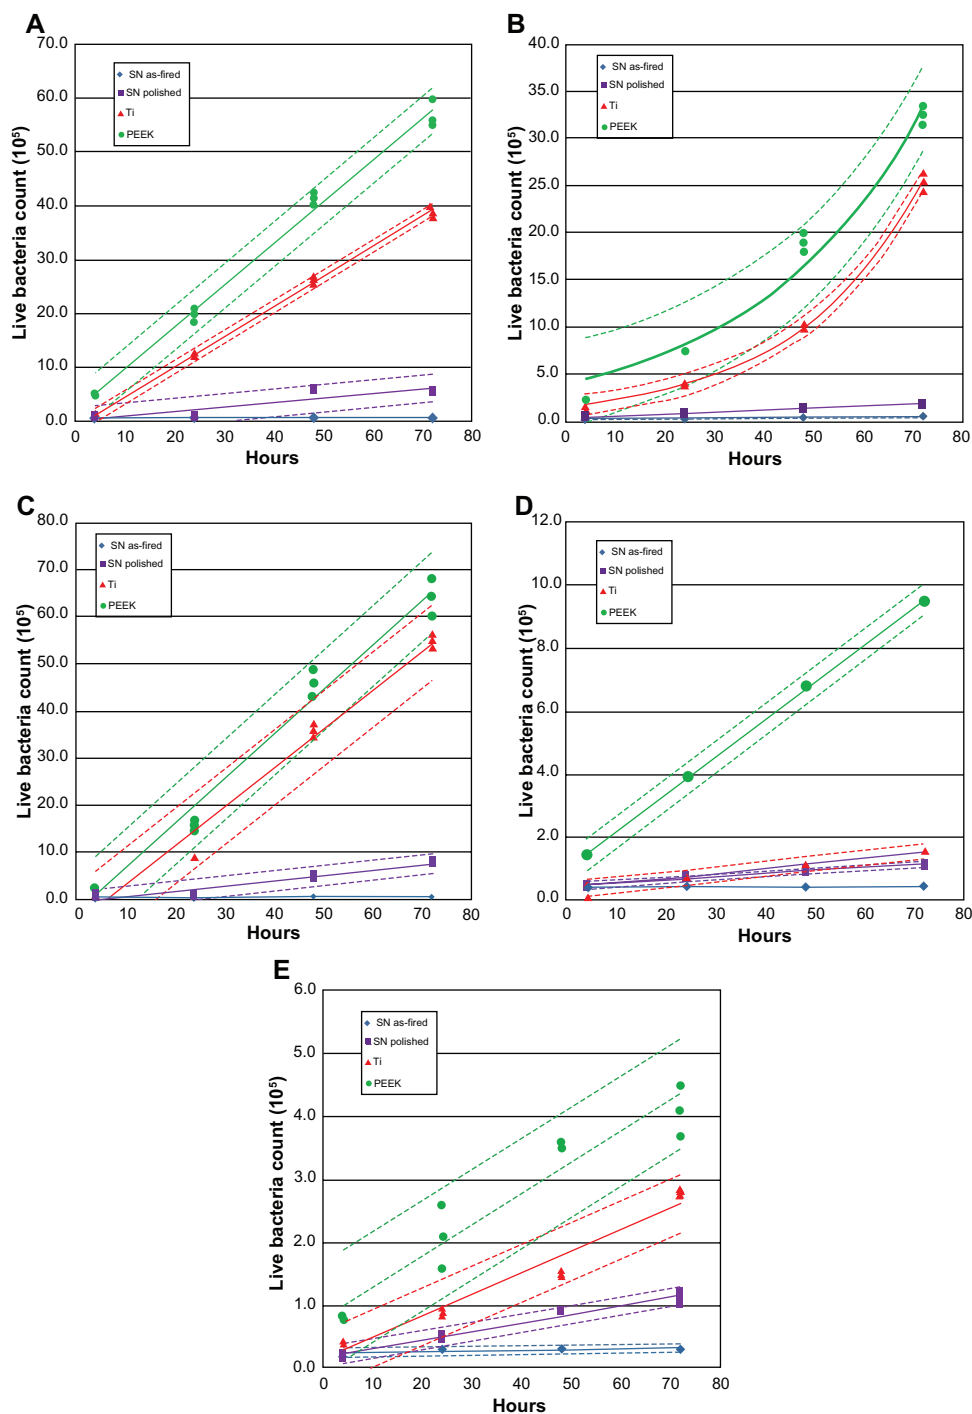 A
Live bacteria count (10⁵)
70.0
60.0
50.0
40.0
30.0
20.0
10.0
0.0
SN as-fired
SN polished
Ti
PEEK
0 10 20 30 40 50 60 70 80
Hours
B
Live bacteria count (10⁵)
40.0
35.0
30.0
25.0
20.0
15.0
10.0
5.0
0.0
SN as-fired
SN polished
Ti
PEEK
0 10 20 30 40 50 60 70 80
Hours
C
Live bacteria count (10⁵)
80.0
70.0
60.0
50.0
40.0
30.0
20.0
10.0
0.0
SN as-fired
SN polished
Ti
PEEK
0 10 20 30 40 50 60 70 80
Hours
D
Live bacteria count (10⁵)
12.0
10.0
8.0
6.0
4.0
2.0
0.0
SN as-fired
SN polished
Ti
PEEK
0 10 20 30 40 50 60 70 80
Hours
E
Live bacteria count (10⁵)
6.0
5.0
4.0
3.0
2.0
1.0
0.0
SN as-fired
SN polished
Ti
PEEK
0 10 20 30 40 50 60 70 80
Hours